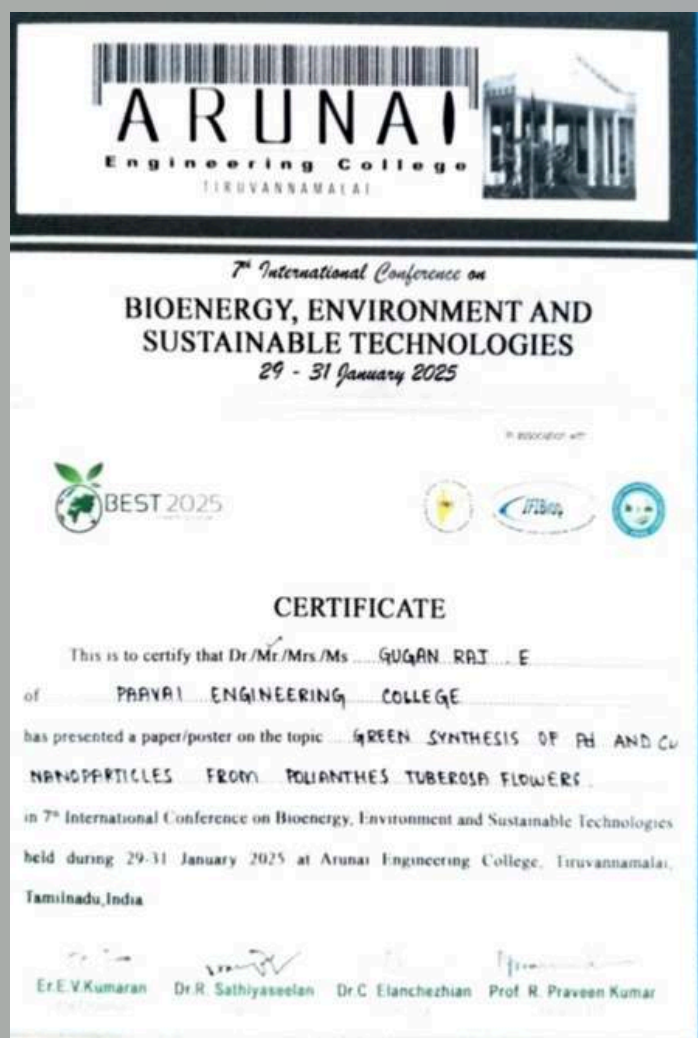 ARUNAI
Engineering College
TIRUVANNAMALAI
7th International Conference on
BIOENERGY, ENVIRONMENT AND
SUSTAINABLE TECHNOLOGIES
29 - 31 January 2025
In association with
BEST 2025
IFIBiop
CERTIFICATE
This is to certify that Dr./Mr./Mrs./Ms GUGAN RAJ . E
of PAAVAI ENGINEERING COLLEGE
has presented a paper/poster on the topic GREEN SYNTHESIS OF Pd AND Cu
NANOPARTICLES FROM POLIANTHES TUBEROSA FLOWERS.
in 7th International Conference on Bioenergy, Environment and Sustainable Technologies
held during 29-31 January 2025 at Arunai Engineering College, Tiruvannamalai,
Tamilnadu,India
Er.E.V.Kumaran Dr.R. Sathiyaseelan Dr.C Elanchezhian Prof. R. Praveen Kumar